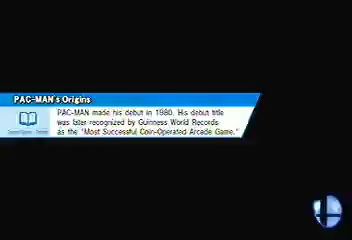 PAC-MAN's Origins
PAC-MAN made his debut in 1980. His debut title
was later recognized by Guinness World Records
as the "Most Successful Coin-Operated Arcade Game."